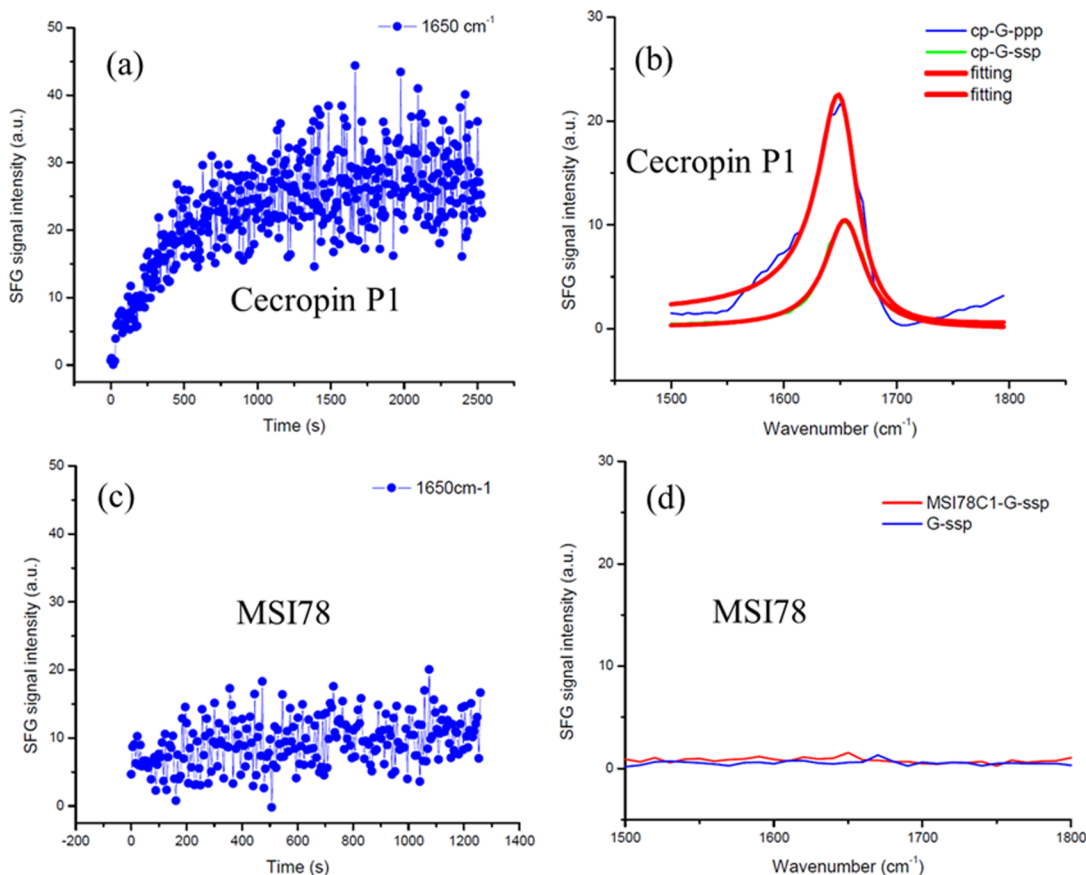 (a)
1650 cm⁻¹
Cecropin P1
SFG signal intensity (a.u.)
50
40
30
20
10
0
0 500 1000 1500 2000 2500
Time (s)
(b)
cp-G-ppp
cp-G-ssp
fitting
fitting
Cecropin P1
SFG signal intensity (a.u.)
30
20
10
0
1500 1600 1700 1800
Wavenumber (cm⁻¹)
(c)
1650cm-1
MSI78
SFG signal intensity (a.u.)
50
40
30
20
10
0
-200 0 200 400 600 800 1000 1200 1400
Time (s)
(d)
MSI78C1-G-ssp
G-ssp
MSI78
SFG signal intensity (a.u.)
30
20
10
0
1500 1600 1700 1800
Wavenumber (cm⁻¹)